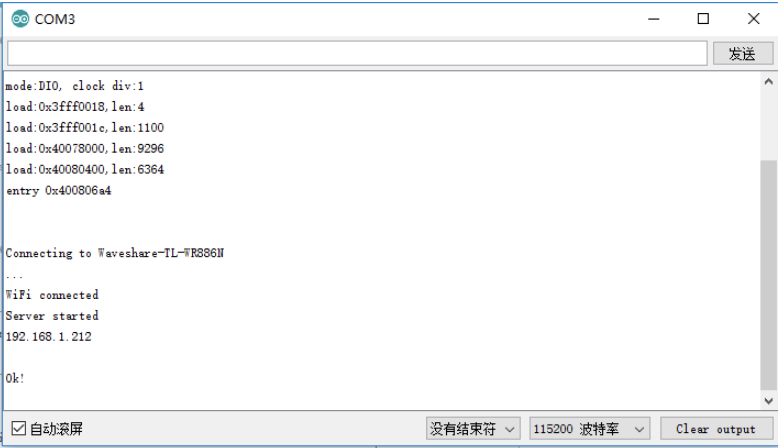 COM3
发送
mode:DIO, clock div:1
load:0x3fff0018,len:4
load:0x3fff001c,len:1100
load:0x40078000,len:9296
load:0x40080400,len:6364
entry 0x400806a4
Connecting to Waveshare-TL-WR886N
...
WiFi connected
Server started
192.168.1.212
Ok!
自动滚屏
没有结束符
115200 波特率
Clear output